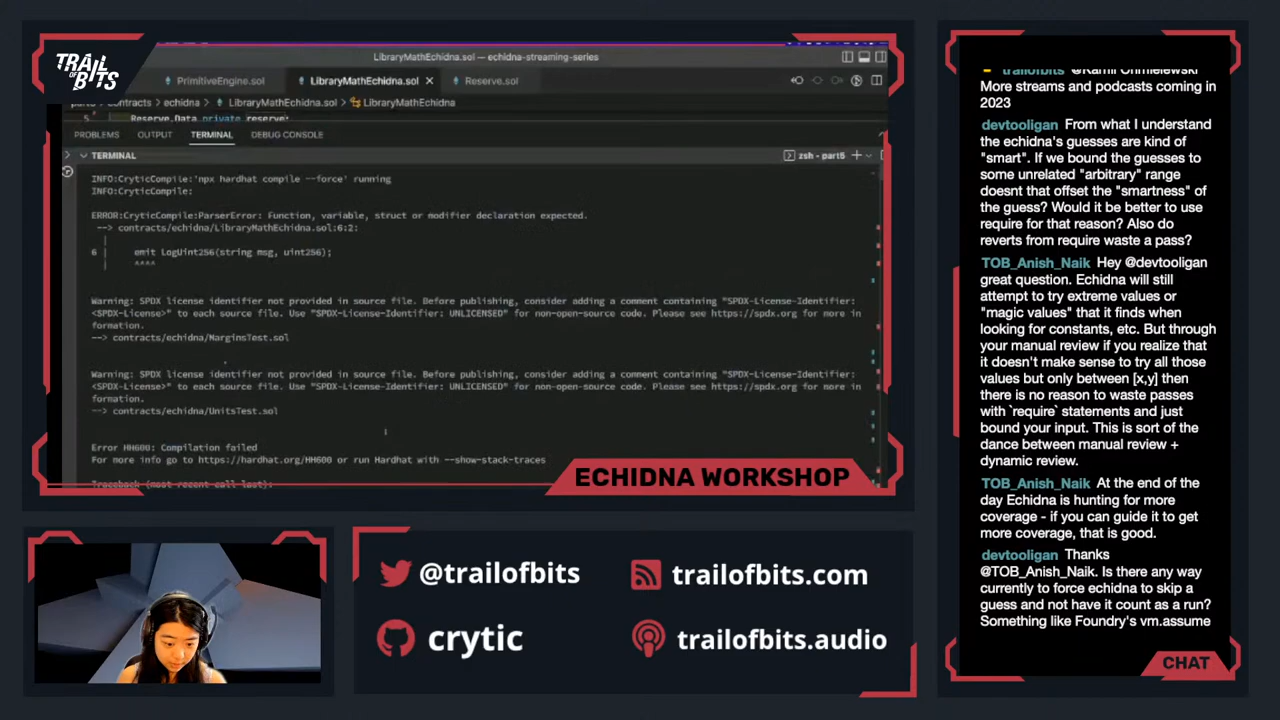 TRAIL
OF
BITS
LibraryMathEchidna.sol — echidna-streaming-series
PrimitiveEngine.sol
LibraryMathEchidna.sol
Reserve.sol
contracts > echidna > LibraryMathEchidna.sol > LibraryMathEchidna
5 Reserve.Data private reserve;
PROBLEMS OUTPUT TERMINAL DEBUG CONSOLE
TERMINAL
zsh - part5
INFO:CryticCompile:'npx hardhat compile --force' running
INFO:CryticCompile:
ERROR:CryticCompile:ParserError: Function, variable, struct or modifier declaration expected.
--> contracts/echidna/LibraryMathEchidna.sol:6:2:
|
6 | emit LogUint256(string msg, uint256);
| ^^^^
Warning: SPDX license identifier not provided in source file. Before publishing, consider adding a comment containing "SPDX-License-Identifier:
<SPDX-License>" to each source file. Use "SPDX-License-Identifier: UNLICENSED" for non-open-source code. Please see https://spdx.org for more in
formation.
--> contracts/echidna/MarginsTest.sol
Warning: SPDX license identifier not provided in source file. Before publishing, consider adding a comment containing "SPDX-License-Identifier:
<SPDX-License>" to each source file. Use "SPDX-License-Identifier: UNLICENSED" for non-open-source code. Please see https://spdx.org for more in
formation.
--> contracts/echidna/UnitsTest.sol
Error HH600: Compilation failed
For more info go to https://hardhat.org/HH600 or run Hardhat with --show-stack-traces
Traceback (most recent call last):
ECHIDNA WORKSHOP
@trailofbits
trailofbits.com
crytic
trailofbits.audio
trailofbits @Kamil Chmielewski
More streams and podcasts coming in
2023
devtooligan From what I understand
the echidna's guesses are kind of
"smart". If we bound the guesses to
some unrelated "arbitrary" range
doesnt that offset the "smartness" of
the guess? Would it be better to use
require for that reason? Also do
reverts from require waste a pass?
TOB_Anish_Naik Hey @devtooligan
great question. Echidna will still
attempt to try extreme values or
"magic values" that it finds when
looking for constants, etc. But through
your manual review if you realize that
it doesn't make sense to try all those
values but only between [x,y] then
there is no reason to waste passes
with `require` statements and just
bound your input. This is sort of the
dance between manual review +
dynamic review.
TOB_Anish_Naik At the end of the
day Echidna is hunting for more
coverage - if you can guide it to get
more coverage, that is good.
devtooligan Thanks
@TOB_Anish_Naik. Is there any way
currently to force echidna to skip a
guess and not have it count as a run?
Something like Foundry's vm.assume
CHAT